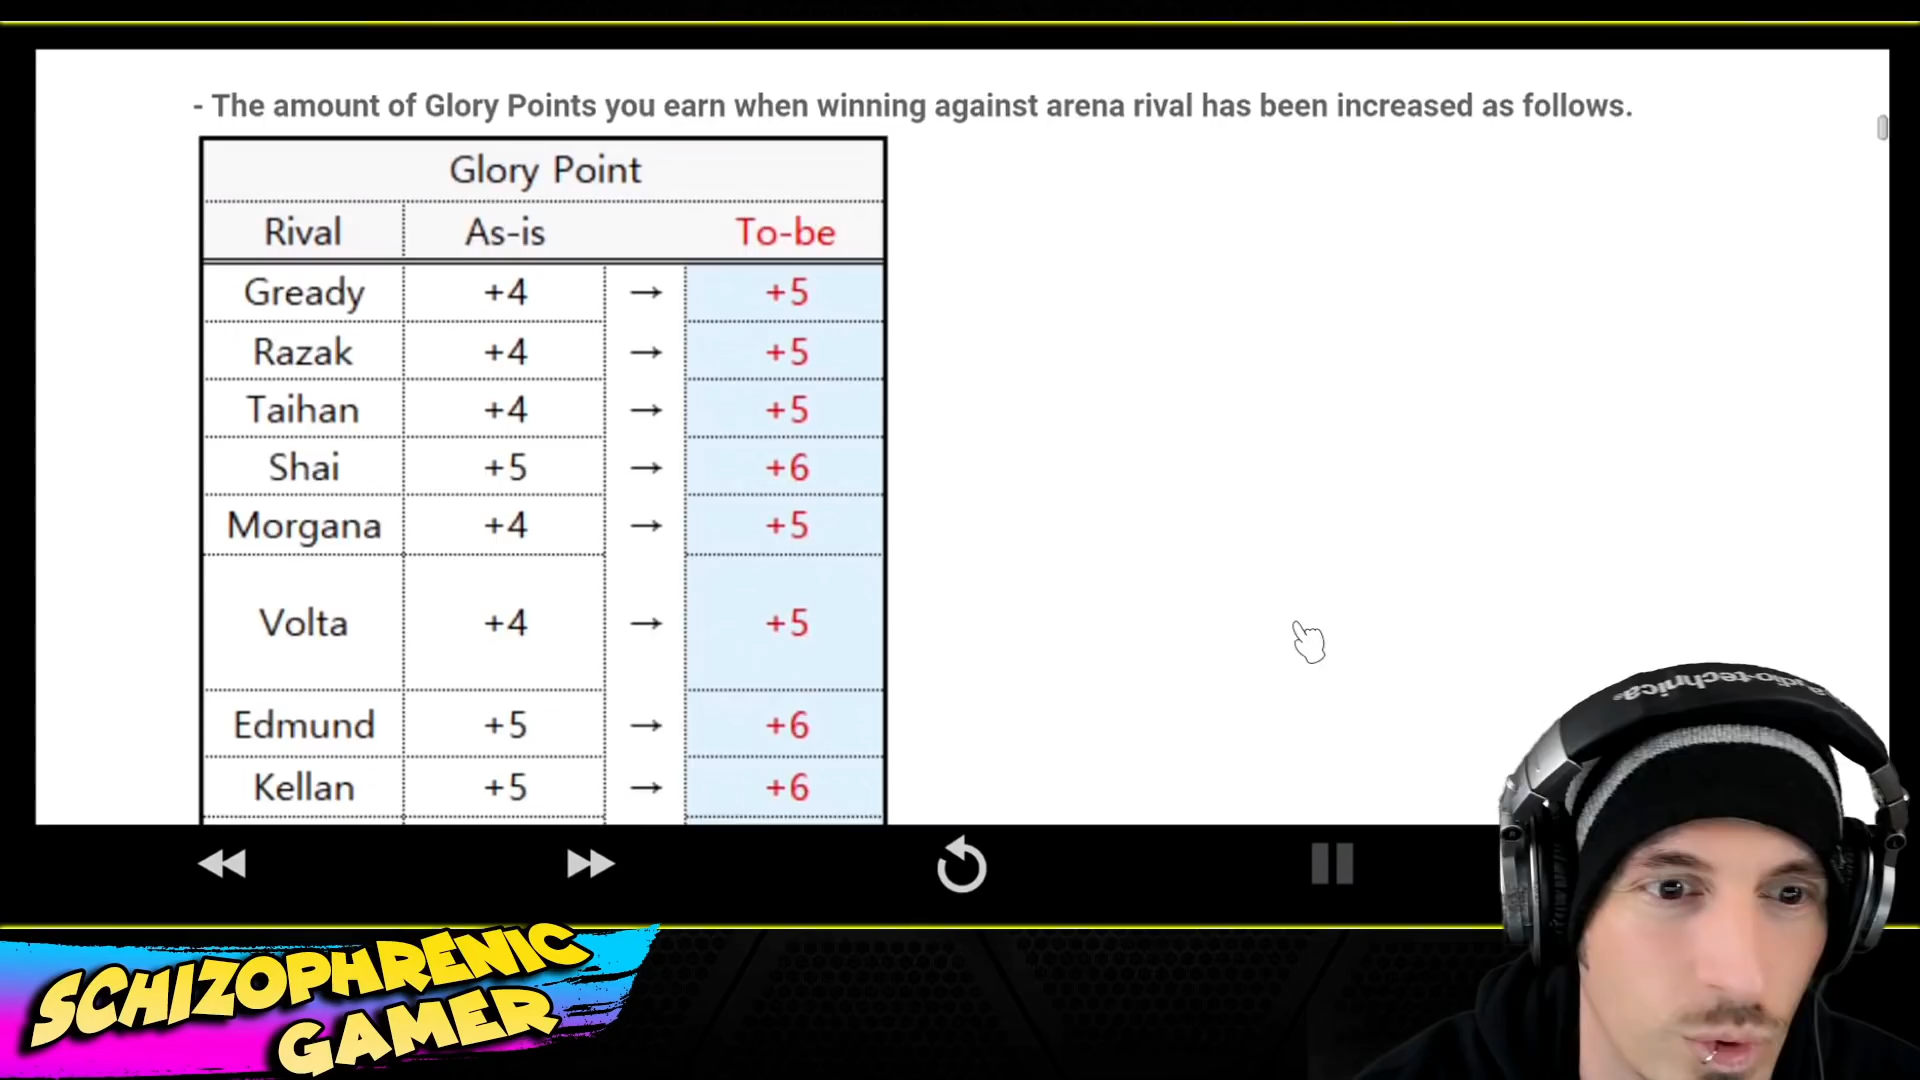 - The amount of Glory Points you earn when winning against arena rival has been increased as follows.
Glory Point
Rival As-is To-be
Gready +4 → +5
Razak +4 → +5
Taihan +4 → +5
Shai +5 → +6
Morgana +4 → +5
Volta +4 → +5
Edmund +5 → +6
Kellan +5 → +6
audio-technica
SCHIZOPHRENIC
GAMER